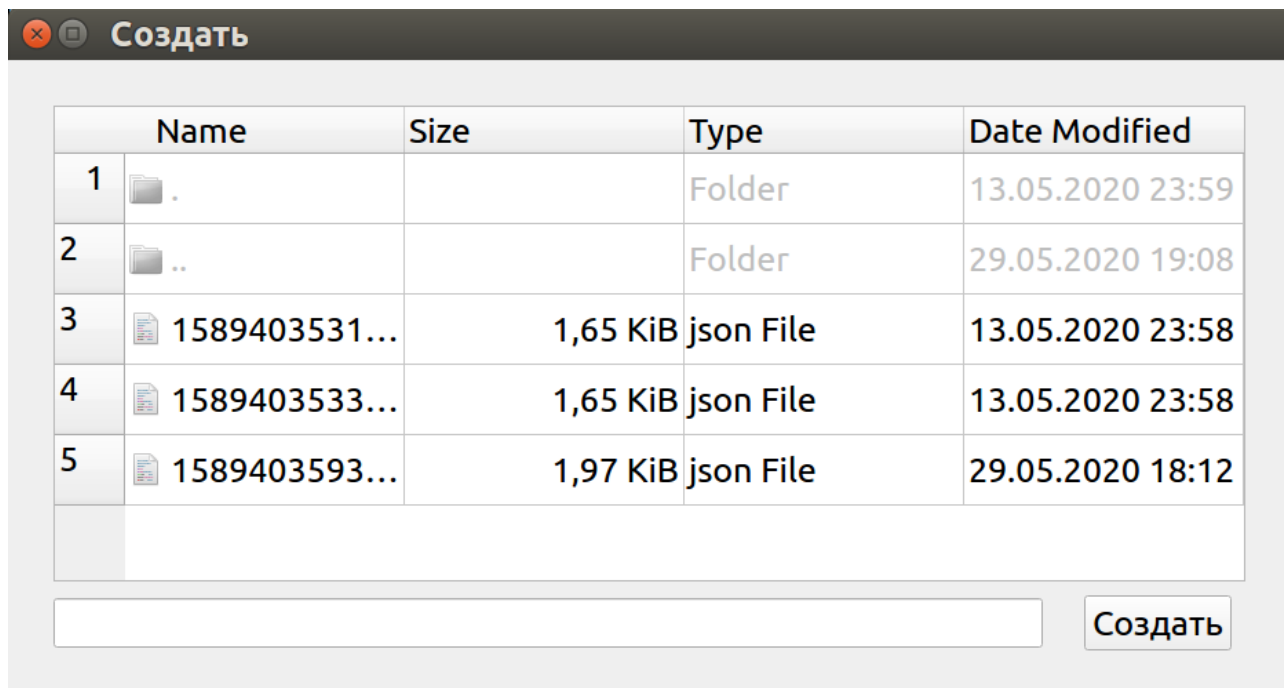 Создать
Name Size Type Date Modified
1 . Folder 13.05.2020 23:59
2 .. Folder 29.05.2020 19:08
3 1589403531... 1,65 KiB json File 13.05.2020 23:58
4 1589403533... 1,65 KiB json File 13.05.2020 23:58
5 1589403593... 1,97 KiB json File 29.05.2020 18:12
Создать